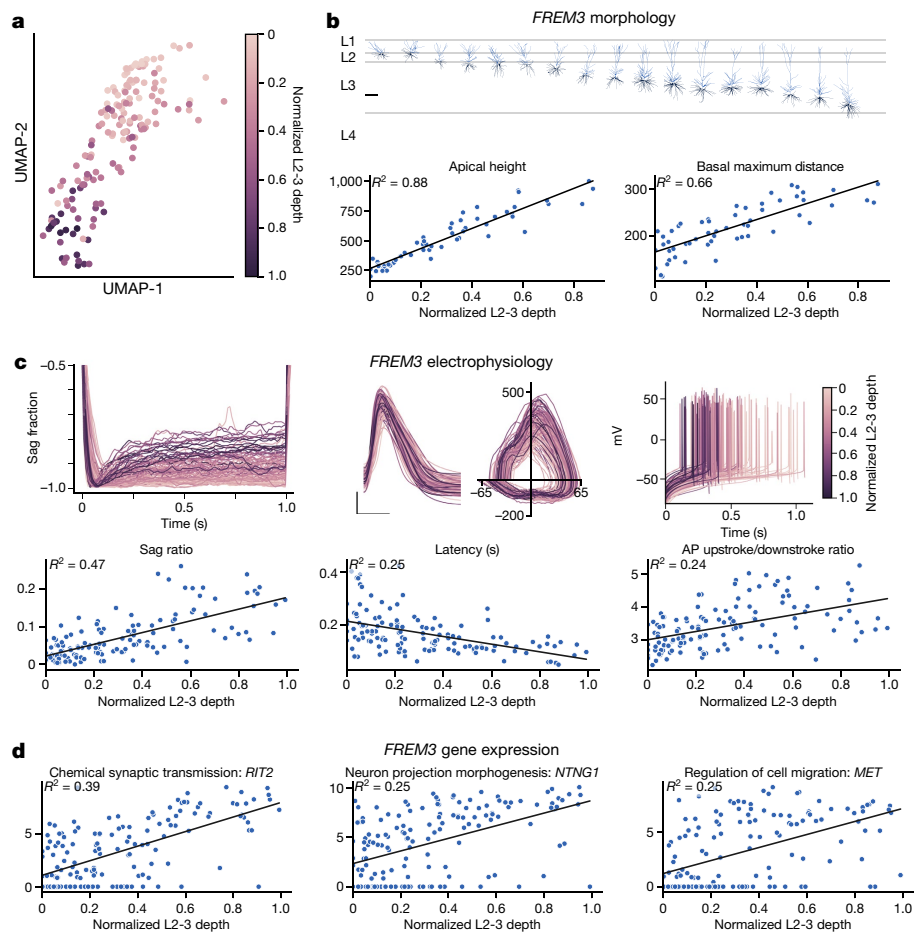 a
UMAP-2
UMAP-1
0
0.2
0.4
0.6
0.8
1.0
Normalized L2-3 depth
b
FREM3 morphology
L1
L2
L3
L4
Apical height
R² = 0.88
1,000
750
500
250
0
0.2
0.4
0.6
0.8
Normalized L2-3 depth
Basal maximum distance
R² = 0.66
300
200
0
0.2
0.4
0.6
0.8
Normalized L2-3 depth
c
FREM3 electrophysiology
Sag fraction
−0.5
−1.0
0
0.5
1.0
Time (s)
500
−65
65
−200
mV
50
0
−50
0
0.5
1.0
Time (s)
0
0.2
0.4
0.6
0.8
1.0
Normalized L2-3 depth
Sag ratio
R² = 0.47
0.2
0.1
0
0
0.2
0.4
0.6
0.8
1.0
Normalized L2-3 depth
Latency (s)
R² = 0.25
0.4
0.2
0
0.2
0.4
0.6
0.8
1.0
Normalized L2-3 depth
AP upstroke/downstroke ratio
R² = 0.24
5
4
3
0
0.2
0.4
0.6
0.8
1.0
Normalized L2-3 depth
d
FREM3 gene expression
Chemical synaptic transmission: RIT2
R² = 0.39
5
0
0
0.2
0.4
0.6
0.8
1.0
Normalized L2-3 depth
Neuron projection morphogenesis: NTNG1
R² = 0.25
10
5
0
0
0.2
0.4
0.6
0.8
1.0
Normalized L2-3 depth
Regulation of cell migration: MET
R² = 0.25
5
0
0
0.2
0.4
0.6
0.8
1.0
Normalized L2-3 depth